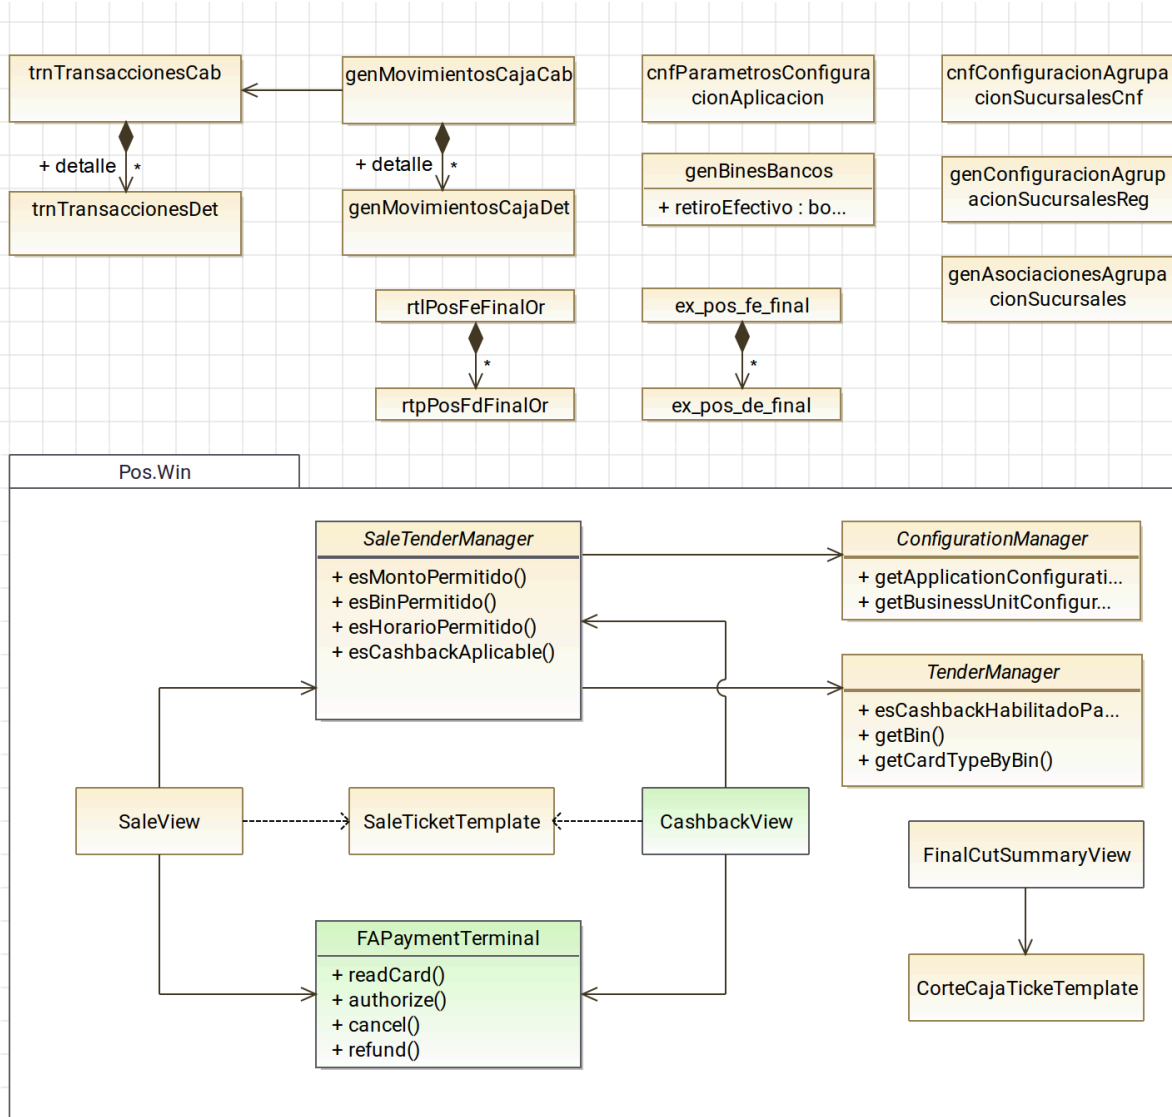 trnTransaccionesCab
+ detalle
*
trnTransaccionesDet
genMovimientosCajaCab
+ detalle
*
genMovimientosCajaDet
cnfParametrosConfigura
cionAplicacion
genBinesBancos
+ retiroEfectivo : bo...
cnfConfiguracionAgrupa
cionSucursalesCnf
genConfiguracionAgrup
acionSucursalesReg
genAsociacionesAgrupa
cionSucursales
rtlPosFeFinalOr
*
rtpPosFdFinalOr
ex_pos_fe_final
*
ex_pos_de_final
Pos.Win
SaleTenderManager
+ esMontoPermitido()
+ esBinPermitido()
+ esHorarioPermitido()
+ esCashbackAplicable()
ConfigurationManager
+ getApplicationConfigurati...
+ getBusinessUnitConfigur...
TenderManager
+ esCashbackHabilitadoPa...
+ getBin()
+ getCardTypeByBin()
SaleView
SaleTicketTemplate
CashbackView
FinalCutSummaryView
FAPaymentTerminal
+ readCard()
+ authorize()
+ cancel()
+ refund()
CorteCajaTickeTemplate